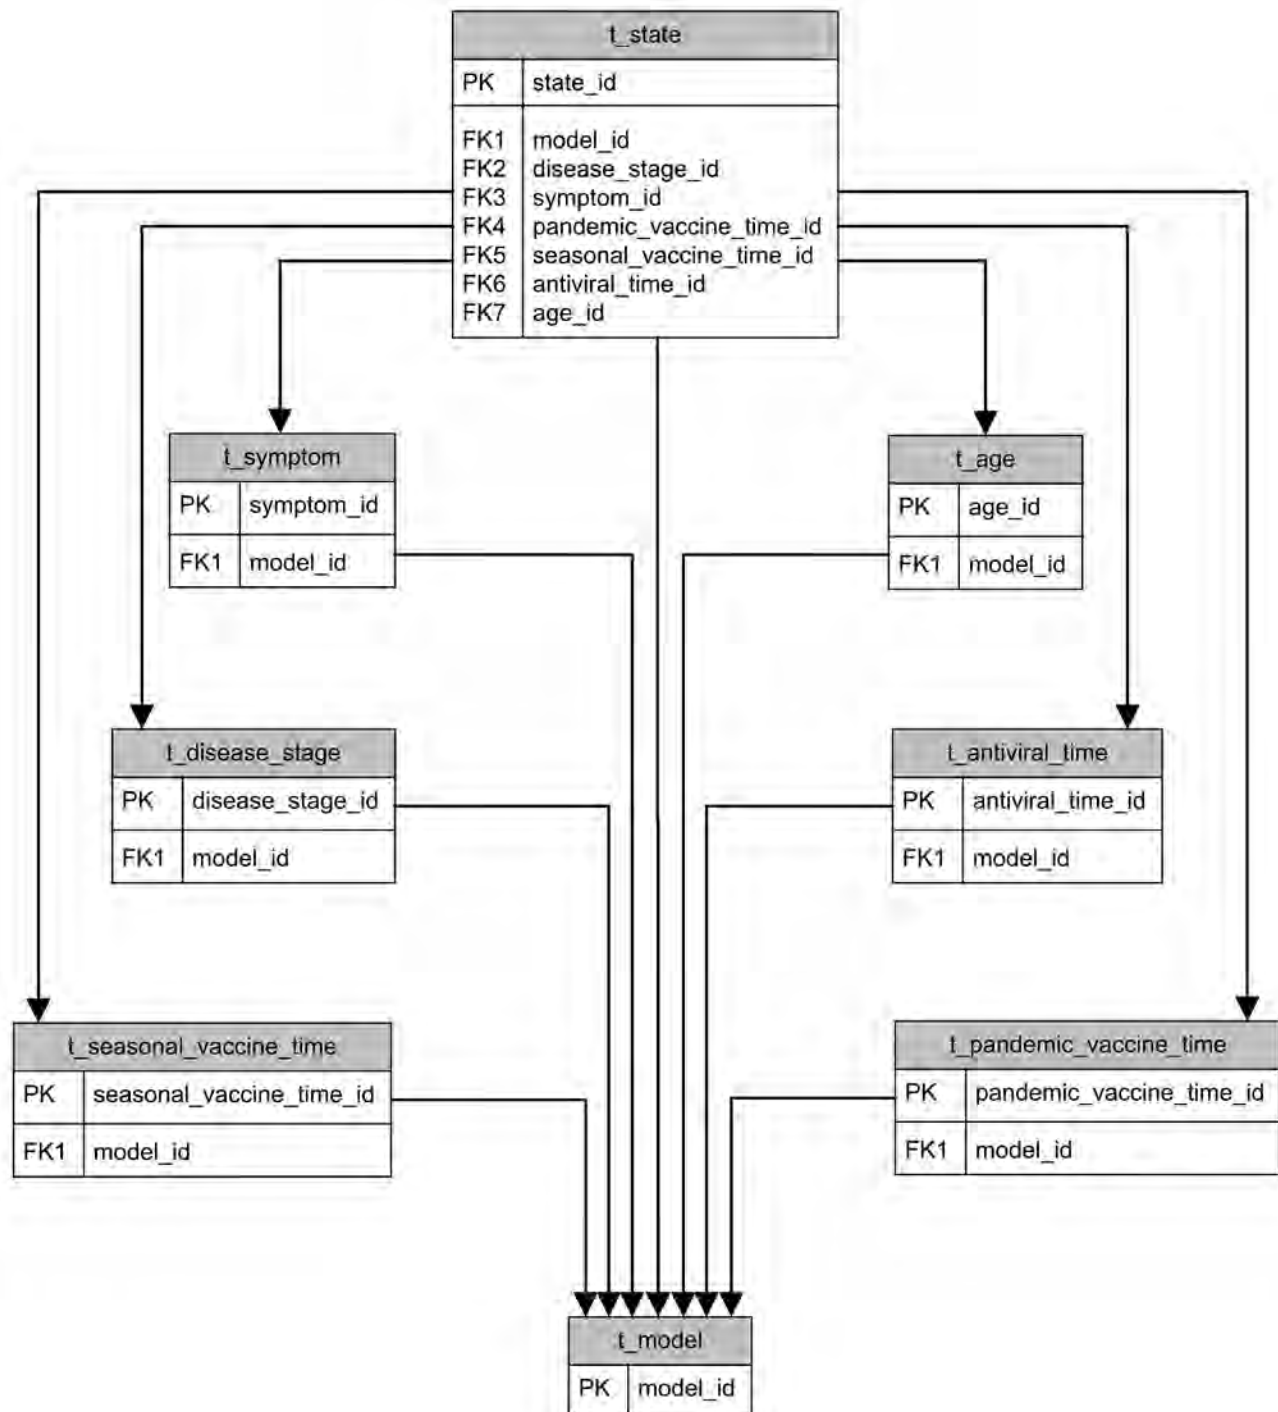 t_state
PK state_id
FK1 model_id
FK2 disease_stage_id
FK3 symptom_id
FK4 pandemic_vaccine_time_id
FK5 seasonal_vaccine_time_id
FK6 antiviral_time_id
FK7 age_id
t_symptom
PK symptom_id
FK1 model_id
t_age
PK age_id
FK1 model_id
t_disease_stage
PK disease_stage_id
FK1 model_id
t_antiviral_time
PK antiviral_time_id
FK1 model_id
t_seasonal_vaccine_time
PK seasonal_vaccine_time_id
FK1 model_id
t_pandemic_vaccine_time
PK pandemic_vaccine_time_id
FK1 model_id
t_model
PK model_id